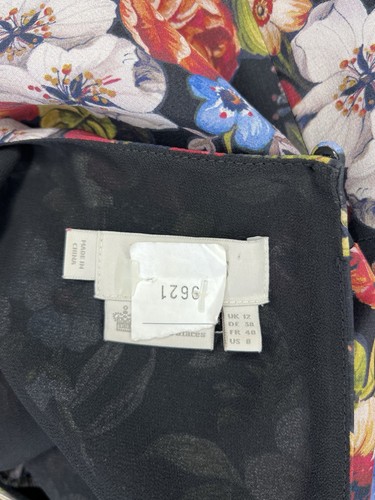 MADE IN
CHINA
9621
UK 12
DE 38
FR 40
US 8